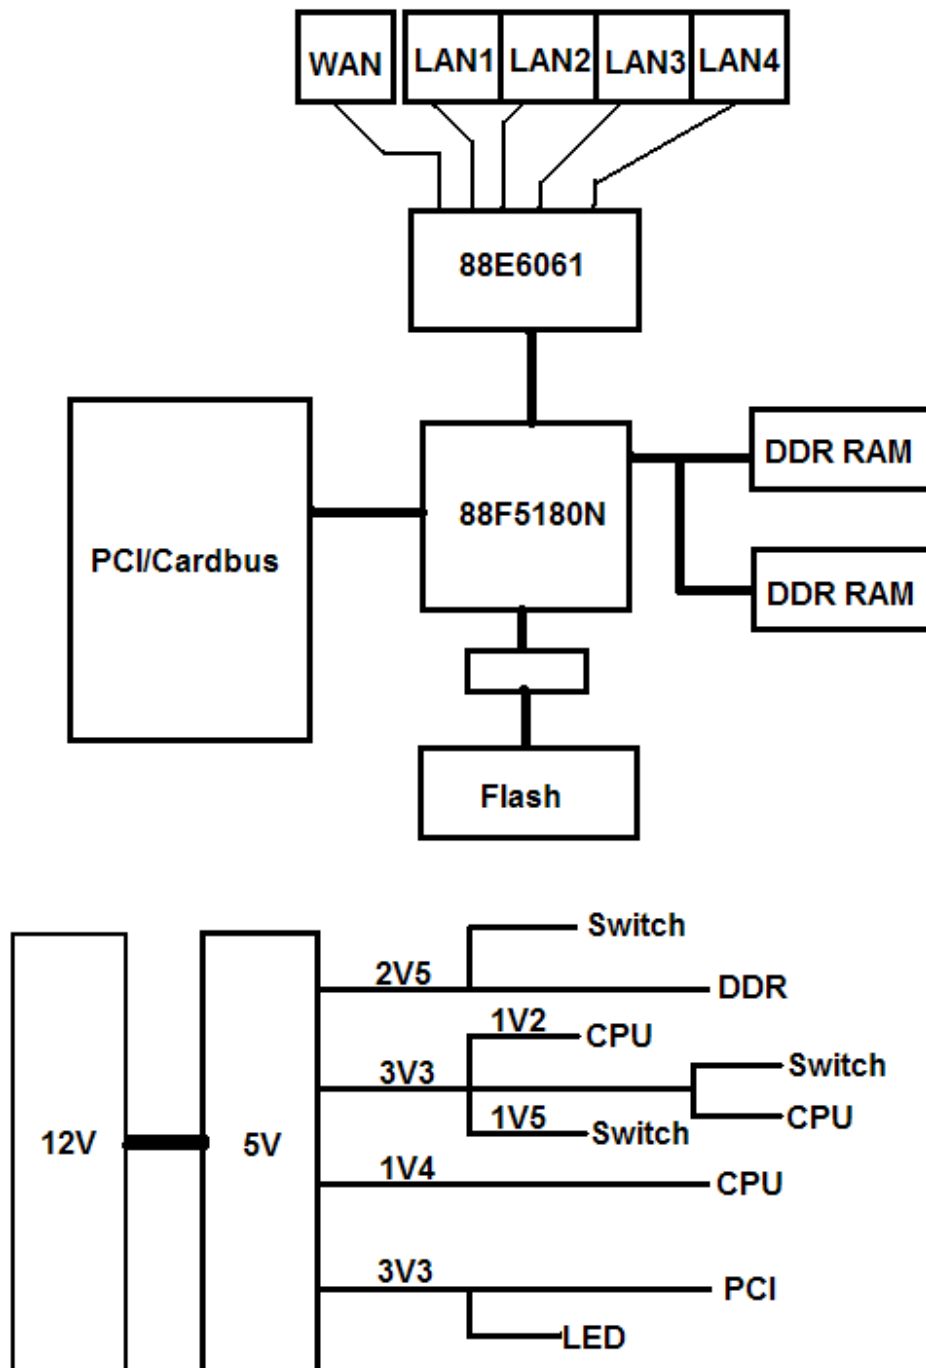 WAN
LAN1
LAN2
LAN3
LAN4
88E6061
PCI/Cardbus
88F5180N
DDR RAM
DDR RAM
Flash
12V
5V
2V5
Switch
DDR
3V3
1V2
CPU
Switch
CPU
1V5
Switch
1V4
CPU
3V3
PCI
LED